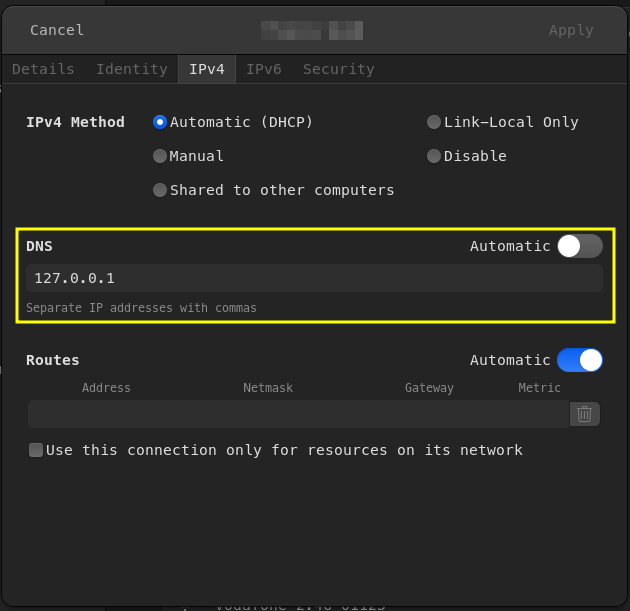 Cancel Apply
Details Identity IPv4 IPv6 Security
IPv4 Method Automatic (DHCP) Link-Local Only
Manual Disable
Shared to other computers
DNS Automatic
127.0.0.1
Separate IP addresses with commas
Routes Automatic
Address Netmask Gateway Metric
Use this connection only for resources on its network